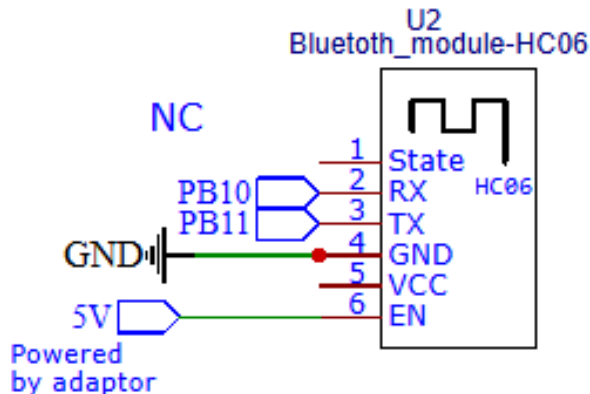 U2
Bluetoth_module-HC06
NC
1 State
PB10 2 RX HC06
PB11 3 TX
GND 4 GND
5 VCC
5V 6 EN
Powered
by adaptor